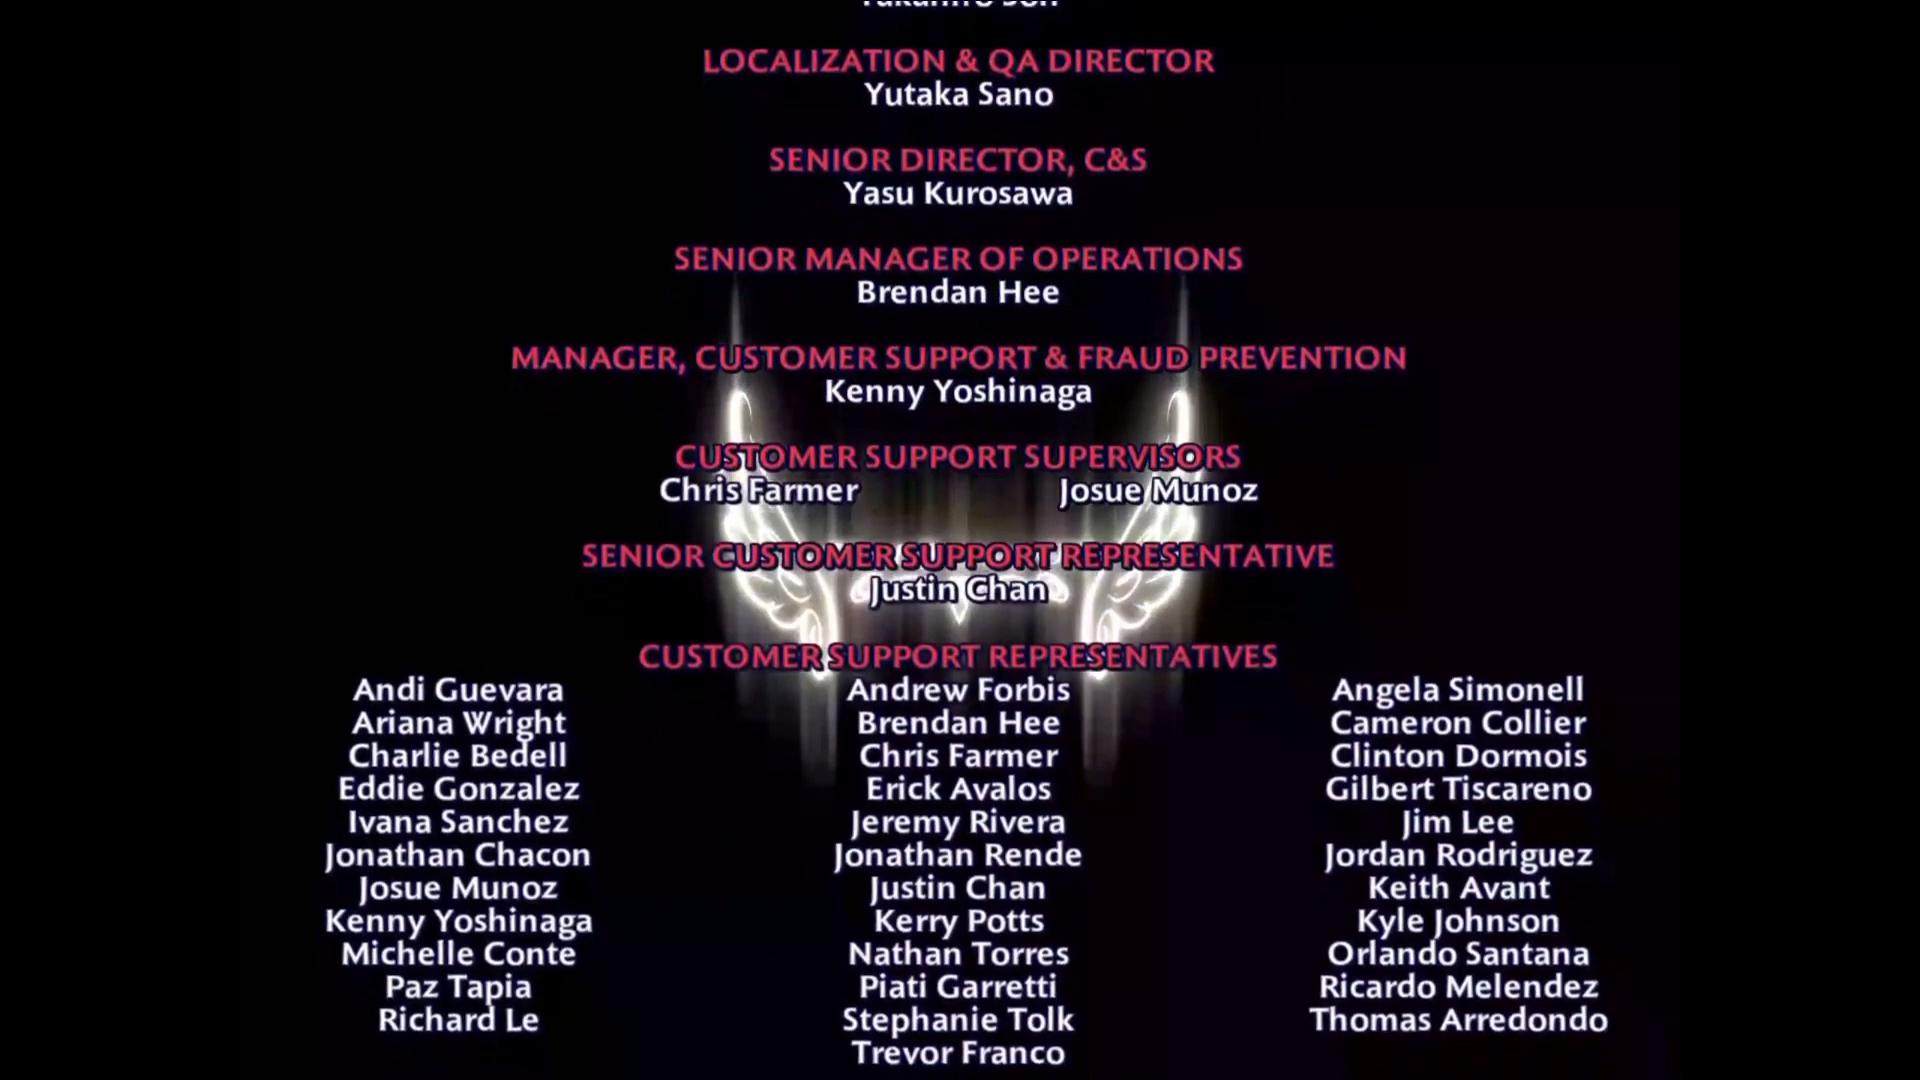 LOCALIZATION & QA DIRECTOR
Yutaka Sano
SENIOR DIRECTOR, C&S
Yasu Kurosawa
SENIOR MANAGER OF OPERATIONS
Brendan Hee
MANAGER, CUSTOMER SUPPORT & FRAUD PREVENTION
Kenny Yoshinaga
CUSTOMER SUPPORT SUPERVISORS
Chris Farmer Josue Munoz
SENIOR CUSTOMER SUPPORT REPRESENTATIVE
Justin Chan
CUSTOMER SUPPORT REPRESENTATIVES
Andi Guevara Andrew Forbis Angela Simonell
Ariana Wright Brendan Hee Cameron Collier
Charlie Bedell Chris Farmer Clinton Dormois
Eddie Gonzalez Erick Avalos Gilbert Tiscareno
Ivana Sanchez Jeremy Rivera Jim Lee
Jonathan Chacon Jonathan Rende Jordan Rodriguez
Josue Munoz Justin Chan Keith Avant
Kenny Yoshinaga Kerry Potts Kyle Johnson
Michelle Conte Nathan Torres Orlando Santana
Paz Tapia Piati Garretti Ricardo Melendez
Richard Le Stephanie Tolk Thomas Arredondo
Trevor Franco